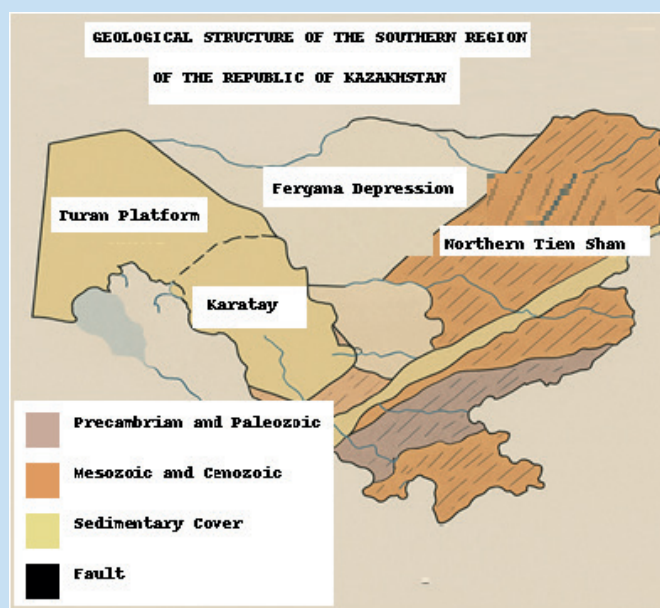 GEOLOGICAL STRUCTURE OF THE SOUTHERN REGION
OF THE REPUBLIC OF KAZAKHSTAN
Fergana Depression
Turan Platform
Northern Tien Shan
Karatay
Precambrian and Paleozoic
Mesozoic and Cenozoic
Sedimentary Cover
Fault